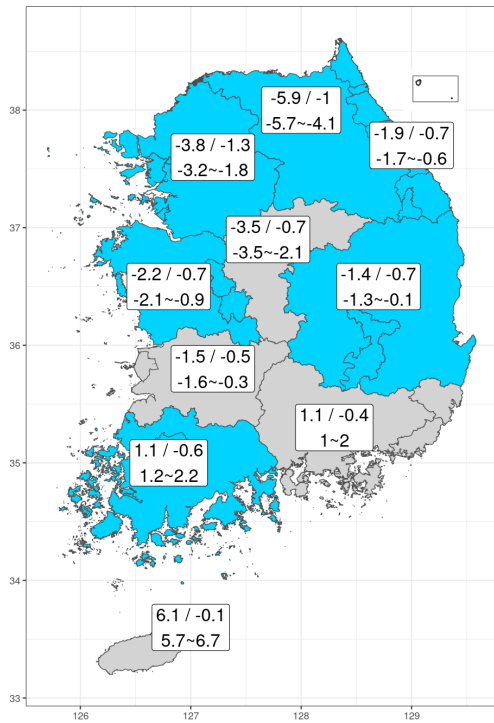 38
37
36
35
34
33
-5.9 / -1
-5.7~-4.1
-1.9 / -0.7
-1.7~-0.6
-3.8 / -1.3
-3.2~-1.8
-3.5 / -0.7
-3.5~-2.1
-2.2 / -0.7
-2.1~-0.9
-1.4 / -0.7
-1.3~-0.1
-1.5 / -0.5
-1.6~-0.3
1.1 / -0.4
1~2
1.1 / -0.6
1.2~2.2
6.1 / -0.1
5.7~6.7
126
127
128
129